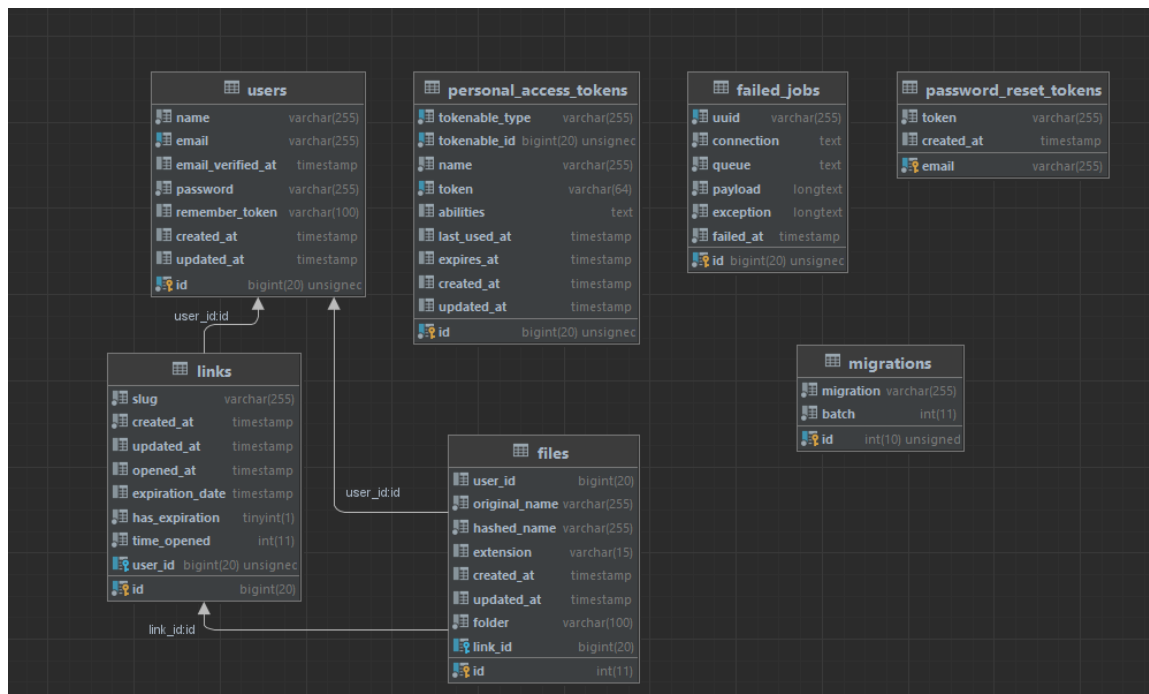 users
name varchar(255)
email varchar(255)
email_verified_at timestamp
password varchar(255)
remember_token varchar(100)
created_at timestamp
updated_at timestamp
id bigint(20) unsignec
personal_access_tokens
tokenable_type varchar(255)
tokenable_id bigint(20) unsignec
name varchar(255)
token varchar(64)
abilities text
last_used_at timestamp
expires_at timestamp
created_at timestamp
updated_at timestamp
id bigint(20) unsignec
failed_jobs
uuid varchar(255)
connection text
queue text
payload longtext
exception longtext
failed_at timestamp
id bigint(20) unsignec
password_reset_tokens
token varchar(255)
created_at timestamp
email varchar(255)
user_id:id
links
slug varchar(255)
created_at timestamp
updated_at timestamp
opened_at timestamp
expiration_date timestamp
has_expiration tinyint(1)
time_opened int(11)
user_id bigint(20) unsignec
id bigint(20)
migrations
migration varchar(255)
batch int(11)
id int(10) unsigned
user_id:id
files
user_id bigint(20)
original_name varchar(255)
hashed_name varchar(255)
extension varchar(15)
created_at timestamp
updated_at timestamp
folder varchar(100)
link_id bigint(20)
id int(11)
link_id:id